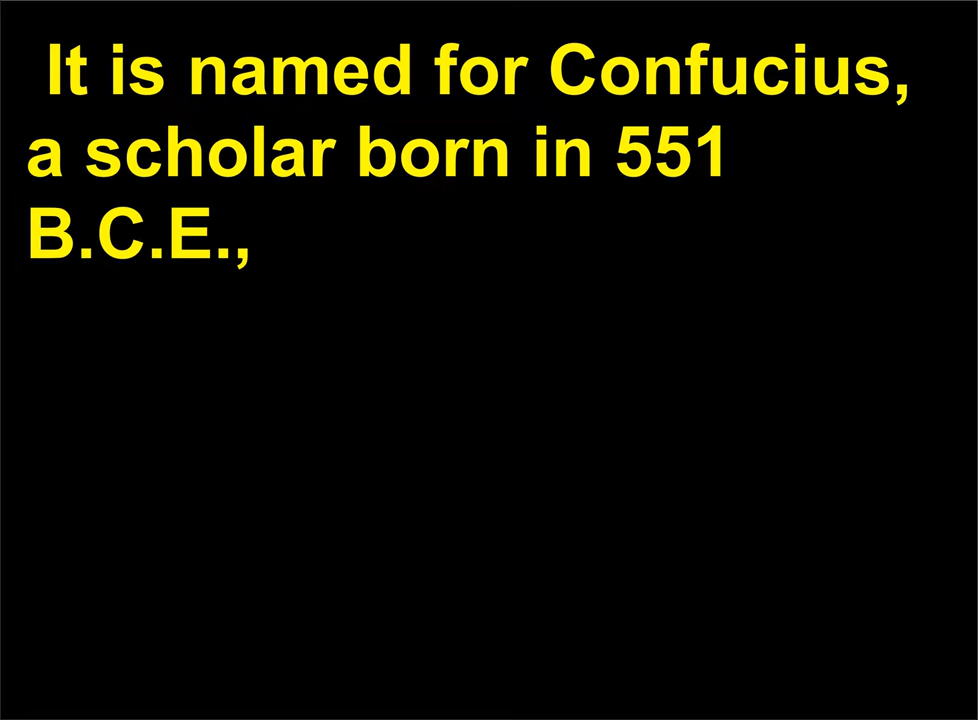 It is named for Confucius,
a scholar born in 551
B.C.E.,